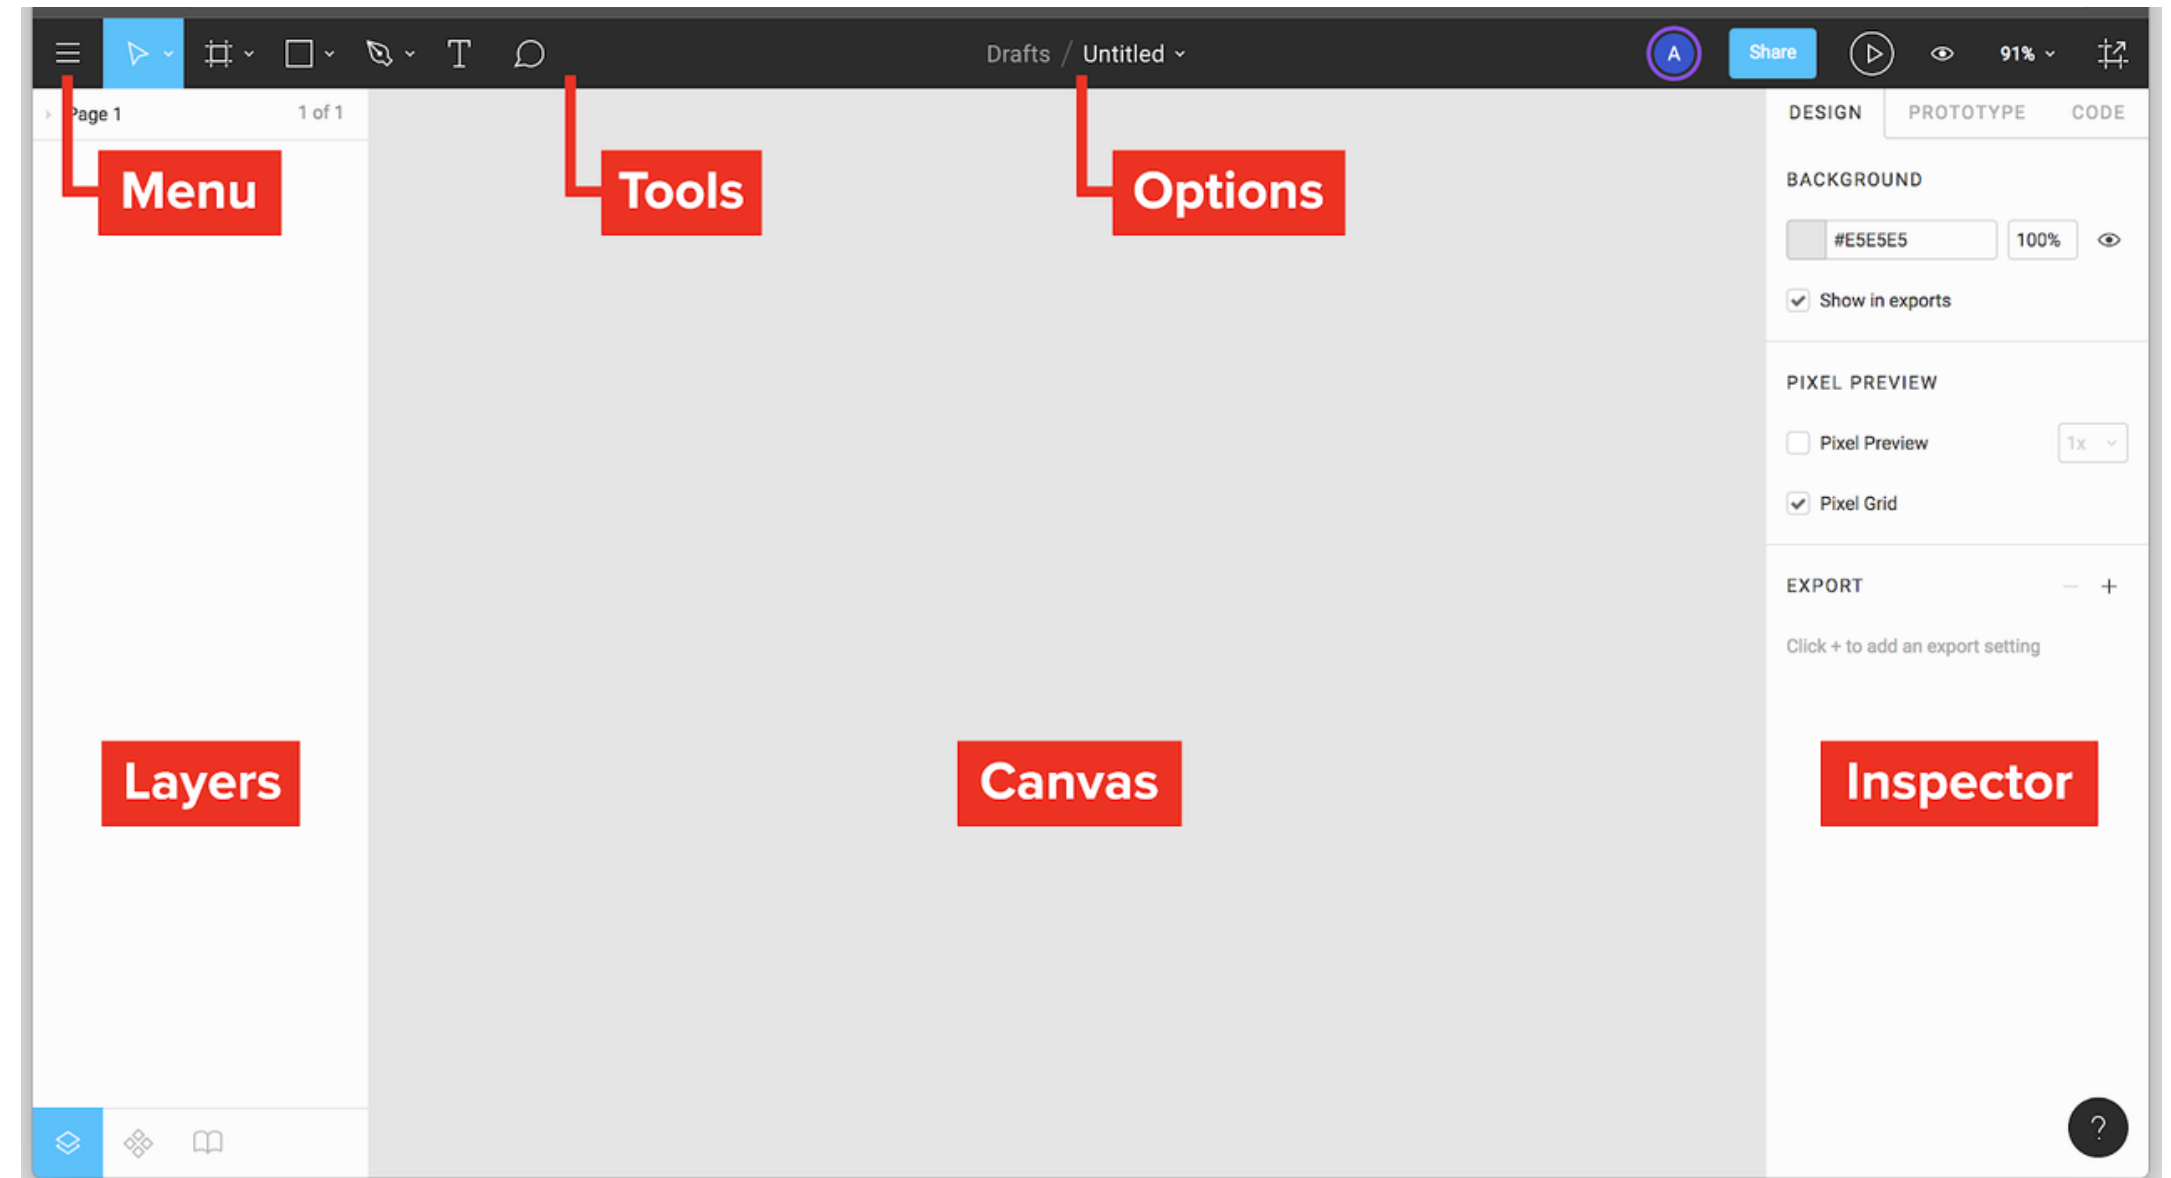 Drafts / Untitled
A
Share
91%
Page 1
1 of 1
DESIGN
PROTOTYPE
CODE
Menu
Tools
Options
BACKGROUND
#E5E5E5
100%
Show in exports
PIXEL PREVIEW
Pixel Preview
1x
Pixel Grid
EXPORT
Click + to add an export setting
Layers
Canvas
Inspector
?